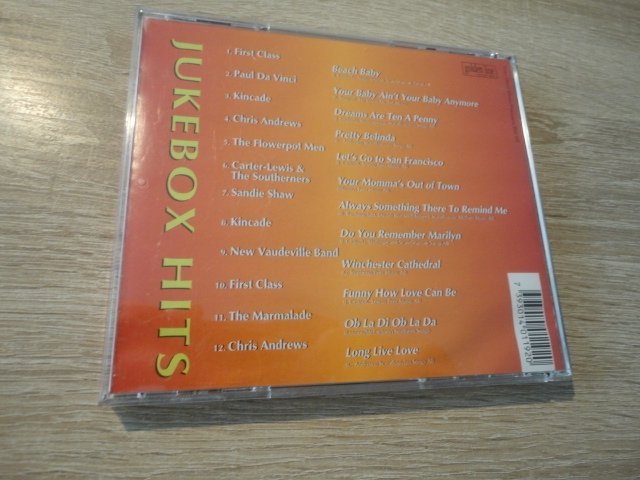 JUKEBOX HITS
1. First Class
Beach Baby
2. Paul Da Vinci
Your Baby Ain't Your Baby Anymore
3. Kincade
Dreams Are Ten A Penny
4. Chris Andrews
Pretty Belinda
5. The Flowerpot Men
Let's Go to San Francisco
6. Carter-Lewis &
The Southerners
Your Momma's Out of Town
7. Sandie Shaw
Always Something There To Remind Me
8. Kincade
Do You Remember Marilyn
9. New Vaudeville Band
Winchester Cathedral
10. First Class
Funny How Love Can Be
11. The Marmalade
Ob La Di Ob La Da
12. Chris Andrews
Long Live Love
7 393014 011920